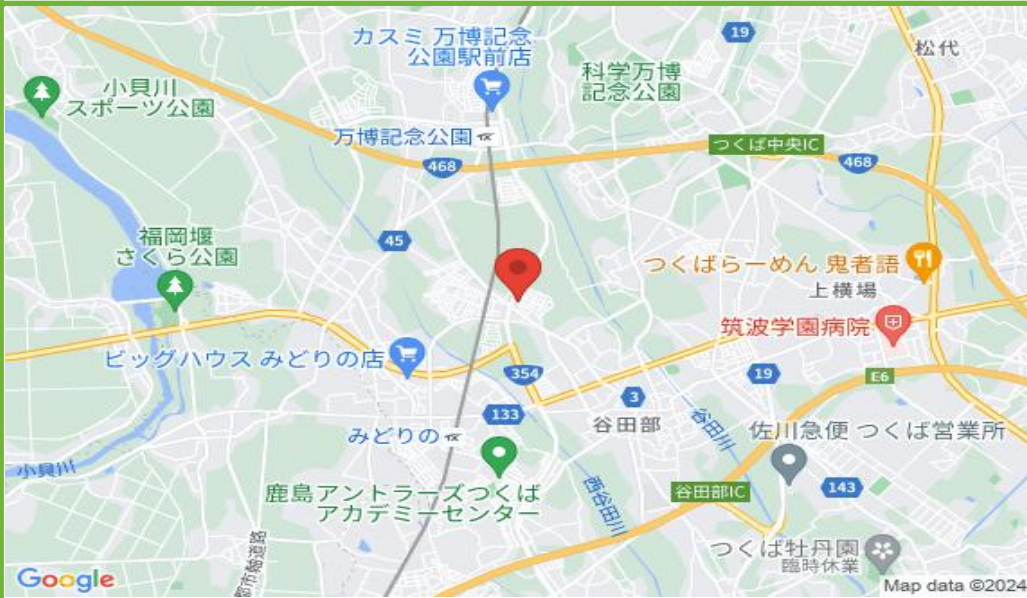 カスミ 万博記念
公園駅前店
19
松代
小貝川
スポーツ公園
科学万博
記念公園
万博記念公園
つくば中央IC
468
468
福岡堰
さくら公園
45
つくばらーめん 鬼者語
上横場
筑波学園病院
ビッグハウス みどりの店
354
19
E6
3
133
谷田部
谷田川
佐川急便 つくば営業所
みどりの
小貝川
鹿島アントラーズつくば
アカデミーセンター
西谷田川
谷田部IC
143
都市軸道路
つくば牡丹園
臨時休業
Google
Map data ©2024